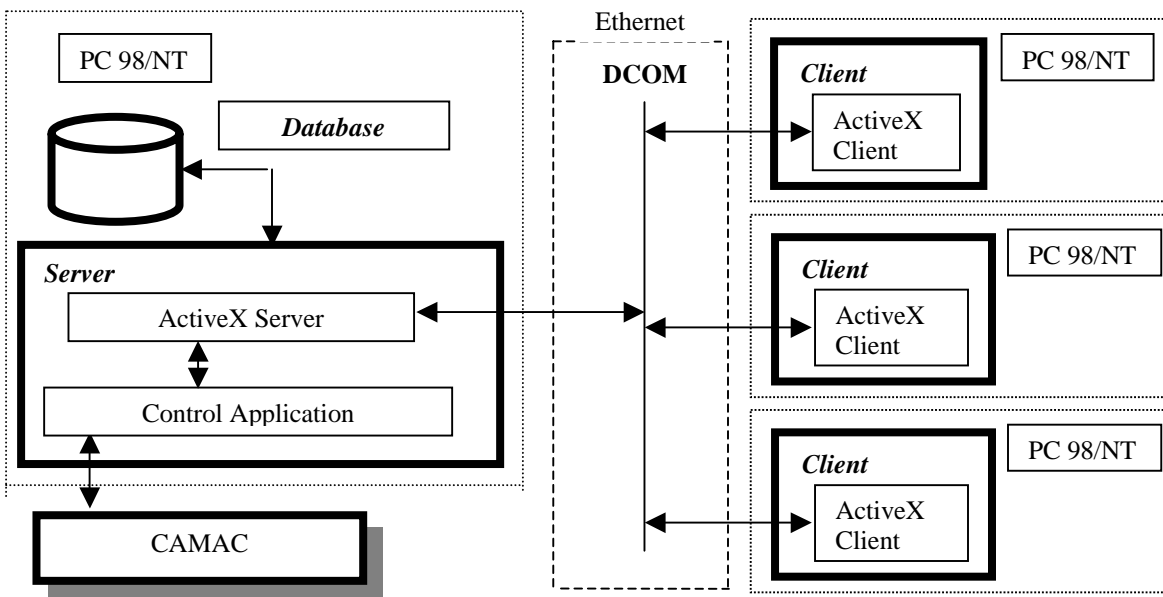 PC 98/NT
Database
Server
ActiveX Server
Control Application
CAMAC
Ethernet
DCOM
Client
ActiveX
Client
PC 98/NT
Client
ActiveX
Client
PC 98/NT
Client
ActiveX
Client
PC 98/NT